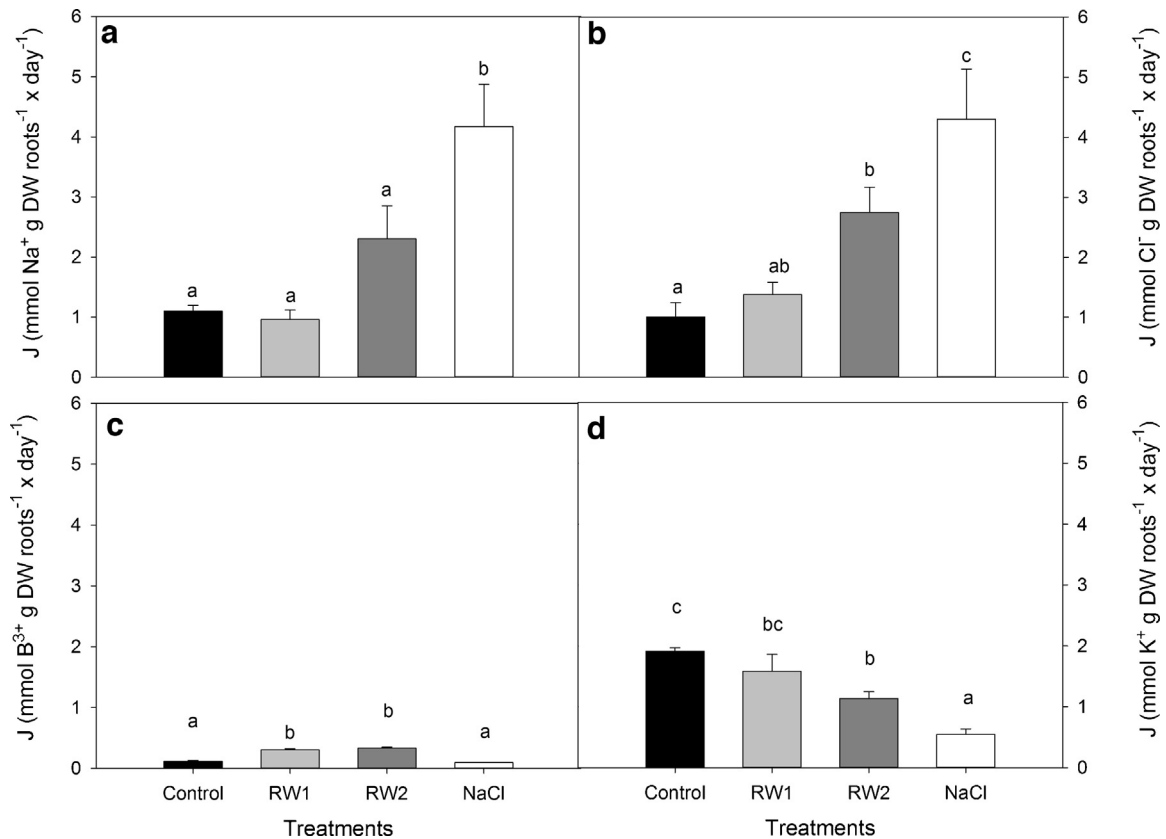 a
J (mmol Na⁺ g DW roots⁻¹ x day⁻¹)
6
5
4
3
2
1
0
a
a
a
b
b
J (mmol Cl⁻ g DW roots⁻¹ x day⁻¹)
6
5
4
3
2
1
0
a
ab
b
c
c
J (mmol B³⁺ g DW roots⁻¹ x day⁻¹)
6
5
4
3
2
1
0
a
b
b
a
Control RW1 RW2 NaCl
Treatments
d
J (mmol K⁺ g DW roots⁻¹ x day⁻¹)
6
5
4
3
2
1
0
c
bc
b
a
Control RW1 RW2 NaCl
Treatments